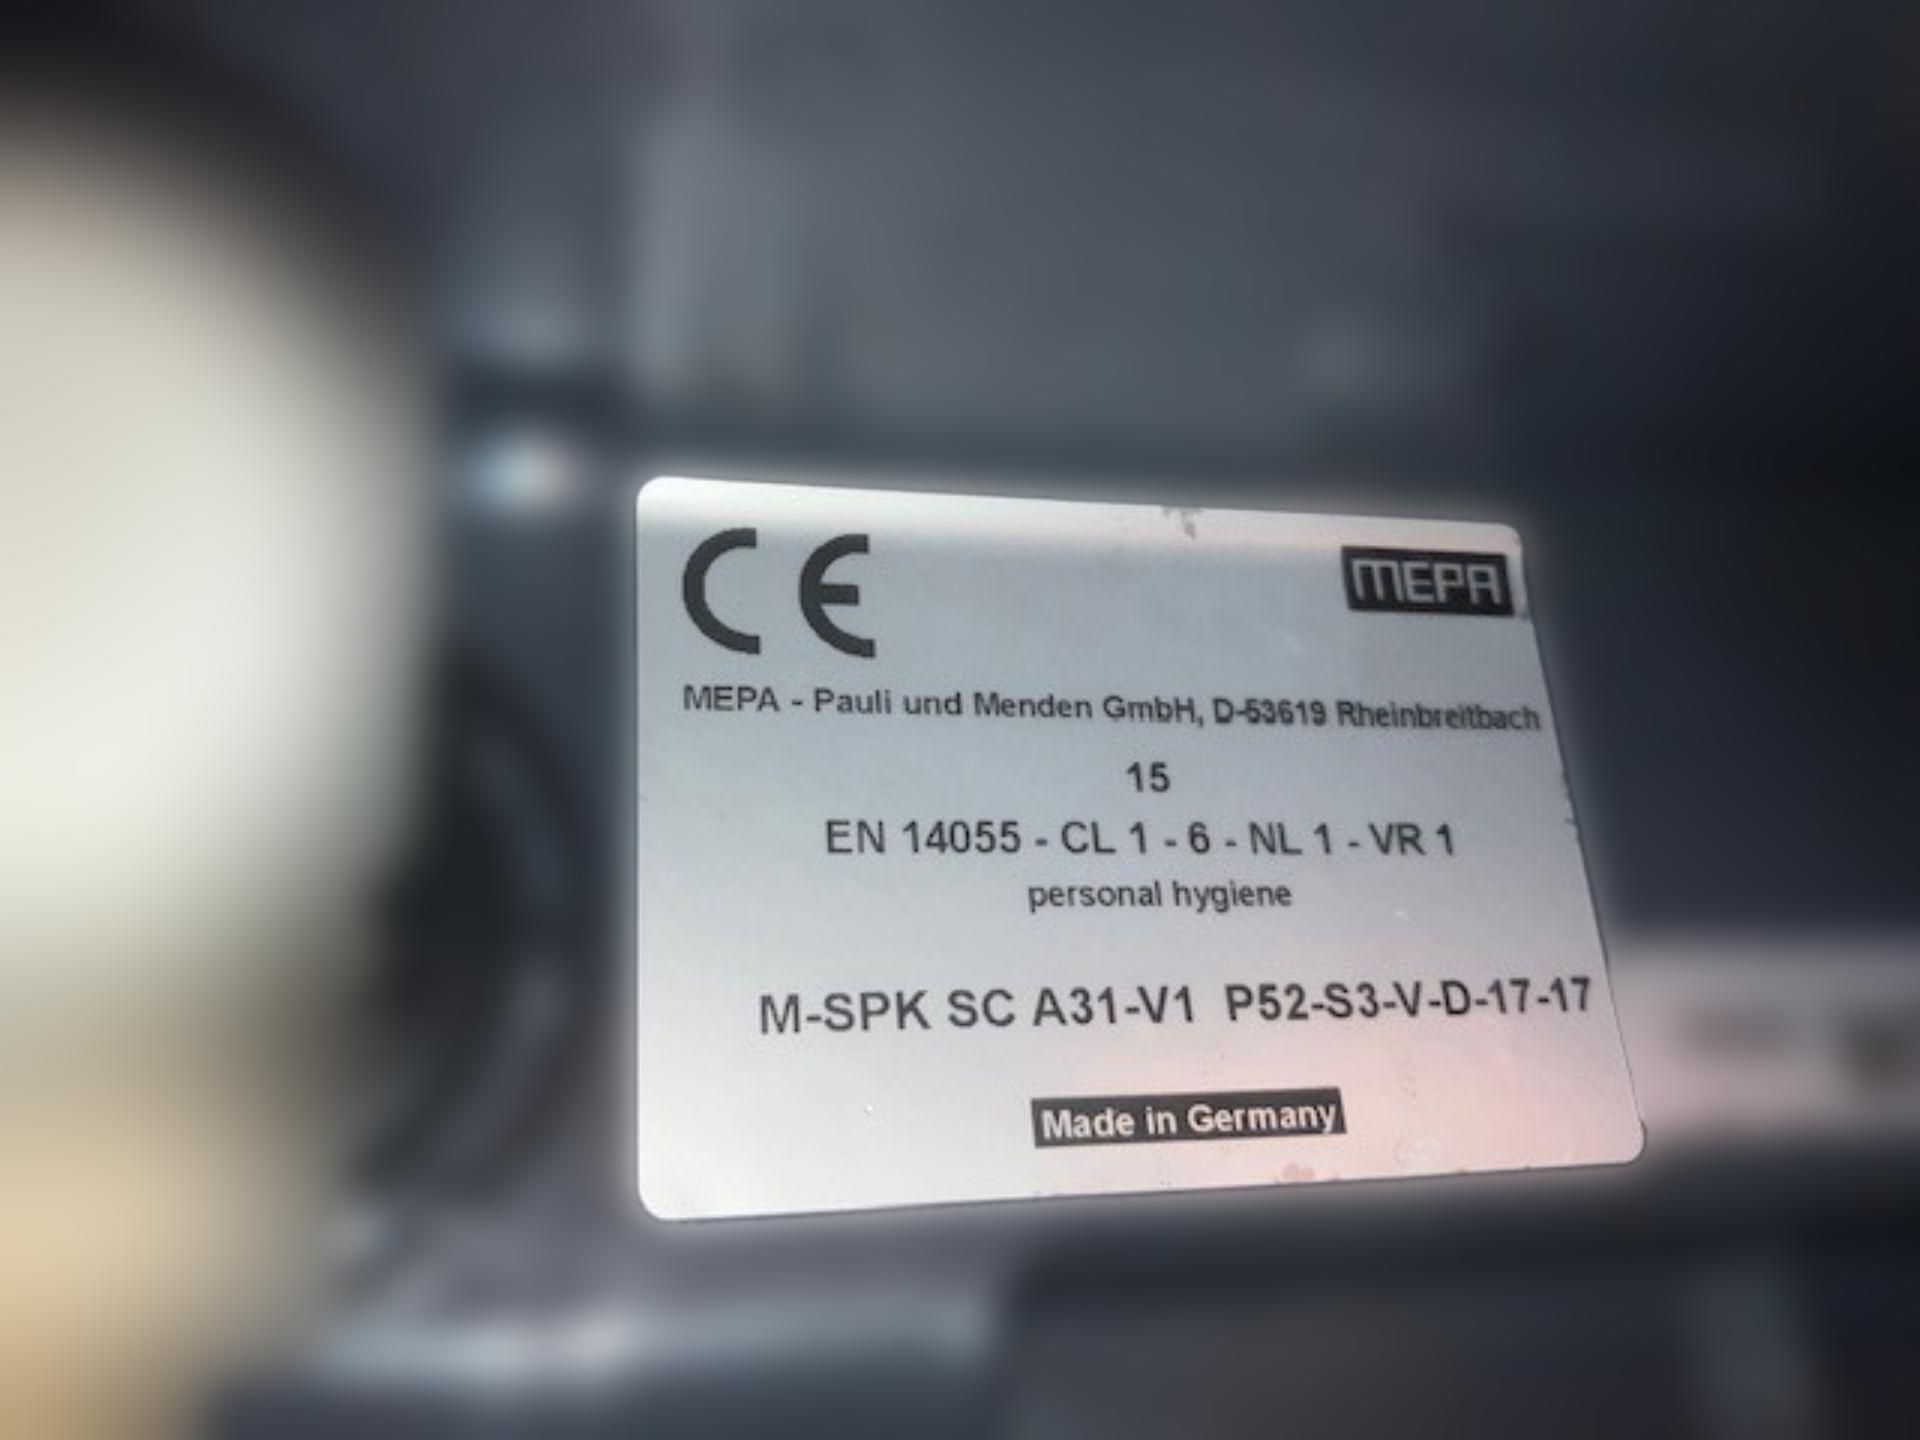 CE MEPA
MEPA - Pauli und Menden GmbH, D-53619 Rheinbreitbach
15
EN 14055 - CL 1 - 6 - NL 1 - VR 1
personal hygiene
M-SPK SC A31-V1 P52-S3-V-D-17-17
Made in Germany